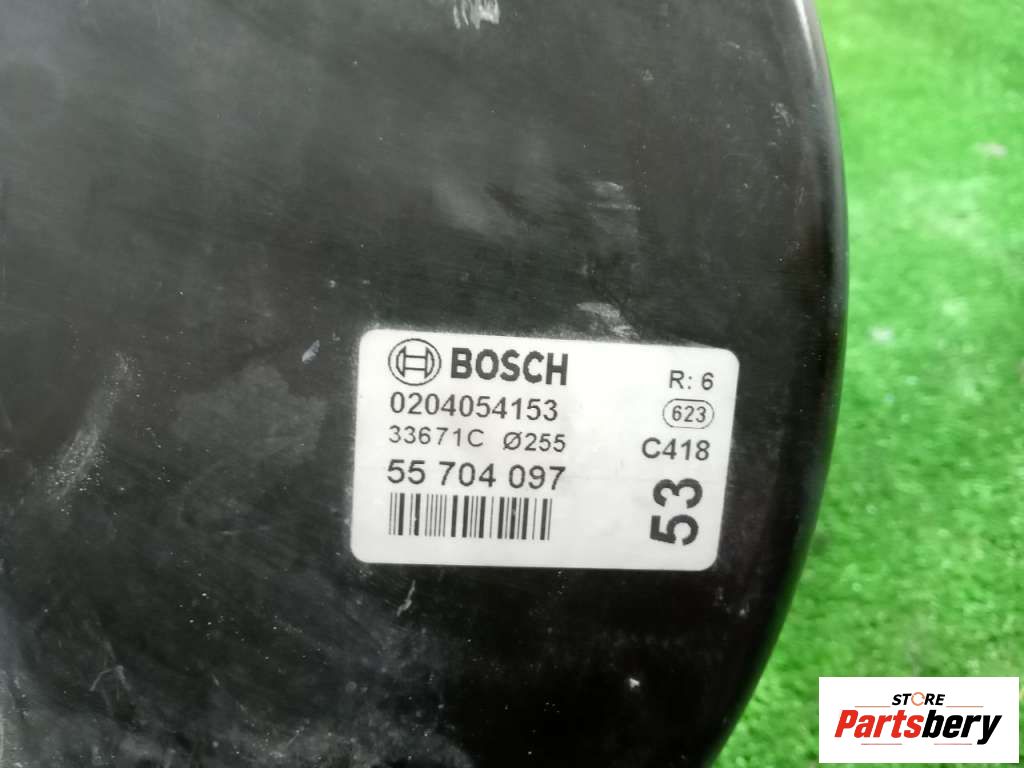 BOSCH
R: 6
0204054153
623
33671C Ø255
C418
55 704 097
53
STORE
Partsbery